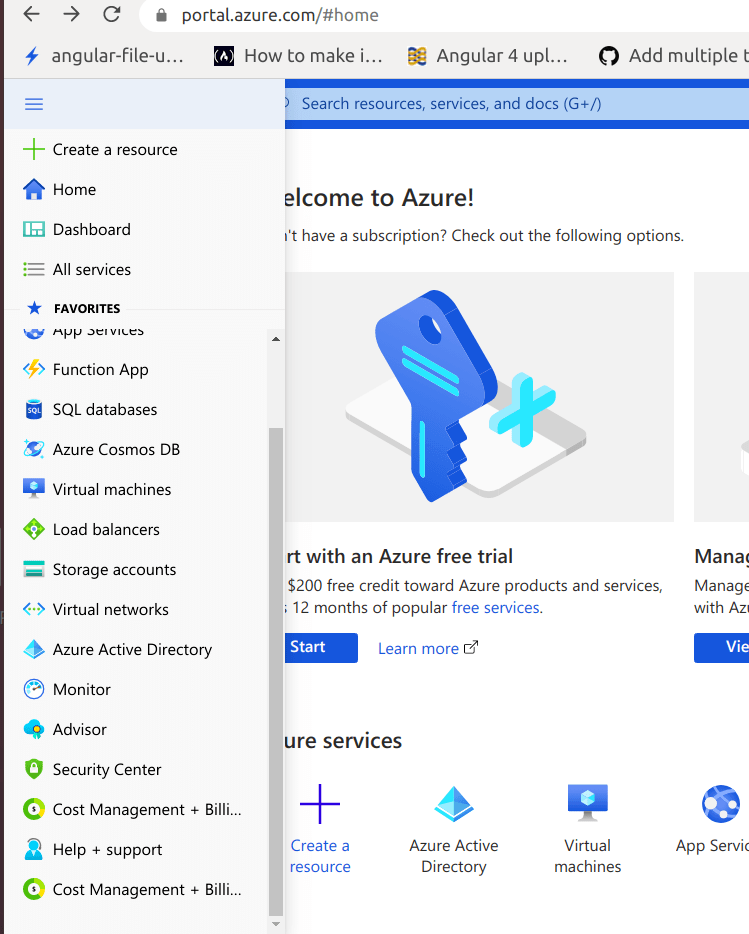 portal.azure.com/#home
angular-file-u... How to make i... Angular 4 upl... Add multiple t
Search resources, services, and docs (G+/)
Create a resource
Home
Dashboard
All services
FAVORITES
App Services
Function App
SQL databases
Azure Cosmos DB
Virtual machines
Load balancers
Storage accounts
Virtual networks
Azure Active Directory
Monitor
Advisor
Security Center
Cost Management + Billi...
Help + support
Cost Management + Billi...
elcome to Azure!
n't have a subscription? Check out the following options.
rt with an Azure free trial
$200 free credit toward Azure products and services,
12 months of popular free services.
Start Learn more
Manag
Manage
with Azu
Vie
ure services
Create a
resource
Azure Active
Directory
Virtual
machines
App Servic